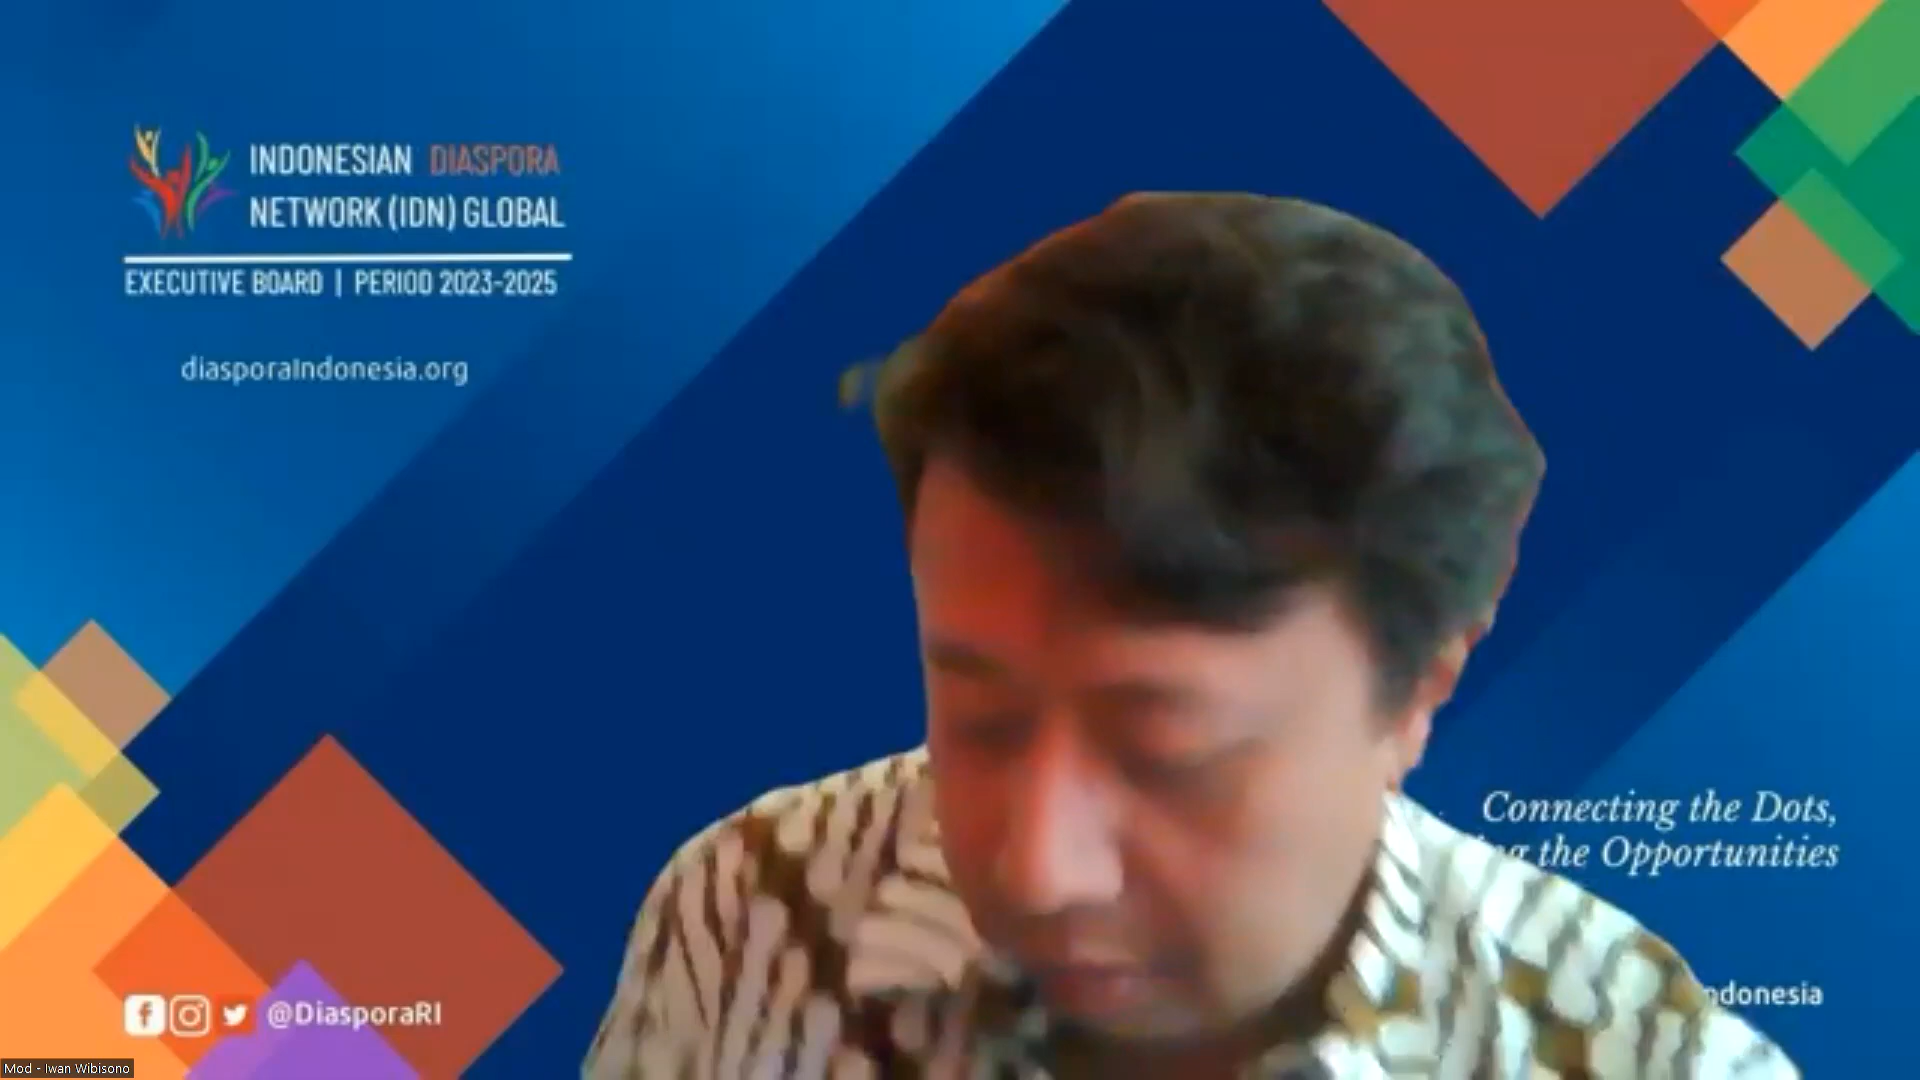 INDONESIAN DIASPORA
NETWORK (IDN) GLOBAL
EXECUTIVE BOARD | PERIOD 2023-2025
diasporaIndonesia.org
Connecting the Dots,
the Opportunities
@DiasporaRI
Mod - Iwan Wibisono